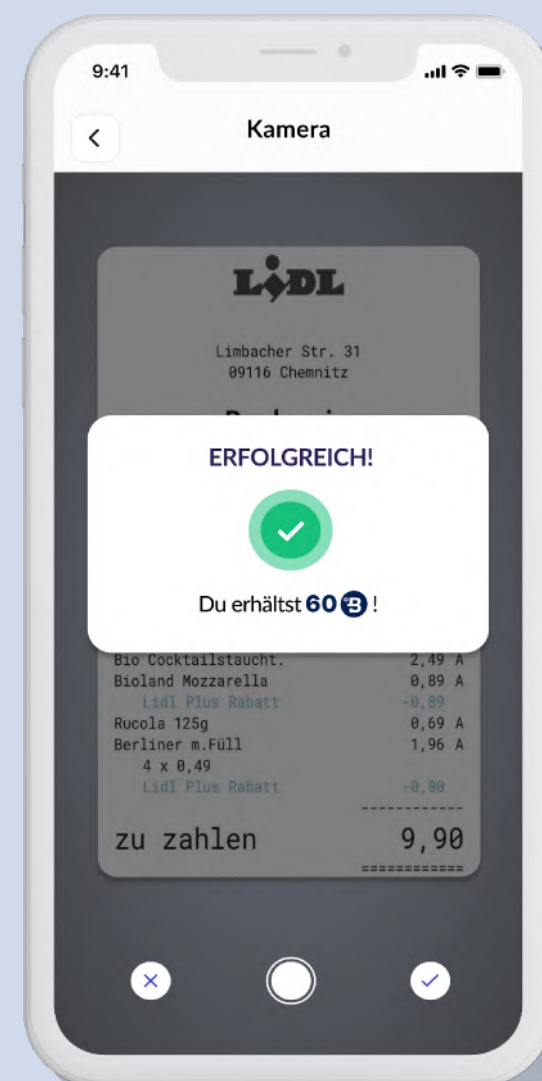 9:41
Kamera
LIDL
Limbacher Str. 31
09116 Chemnitz
ERFOLGREICH!
Du erhältst 60 B !
Bio Cocktailstaucht. 2,49 A
Bioland Mozzarella 0,89 A
Lidl Plus Rabatt -0,89
Rucola 125g 0,69 A
Berliner m.Füll 1,96 A
4 x 0,49
Lidl Plus Rabatt -0,80
zu zahlen 9,90